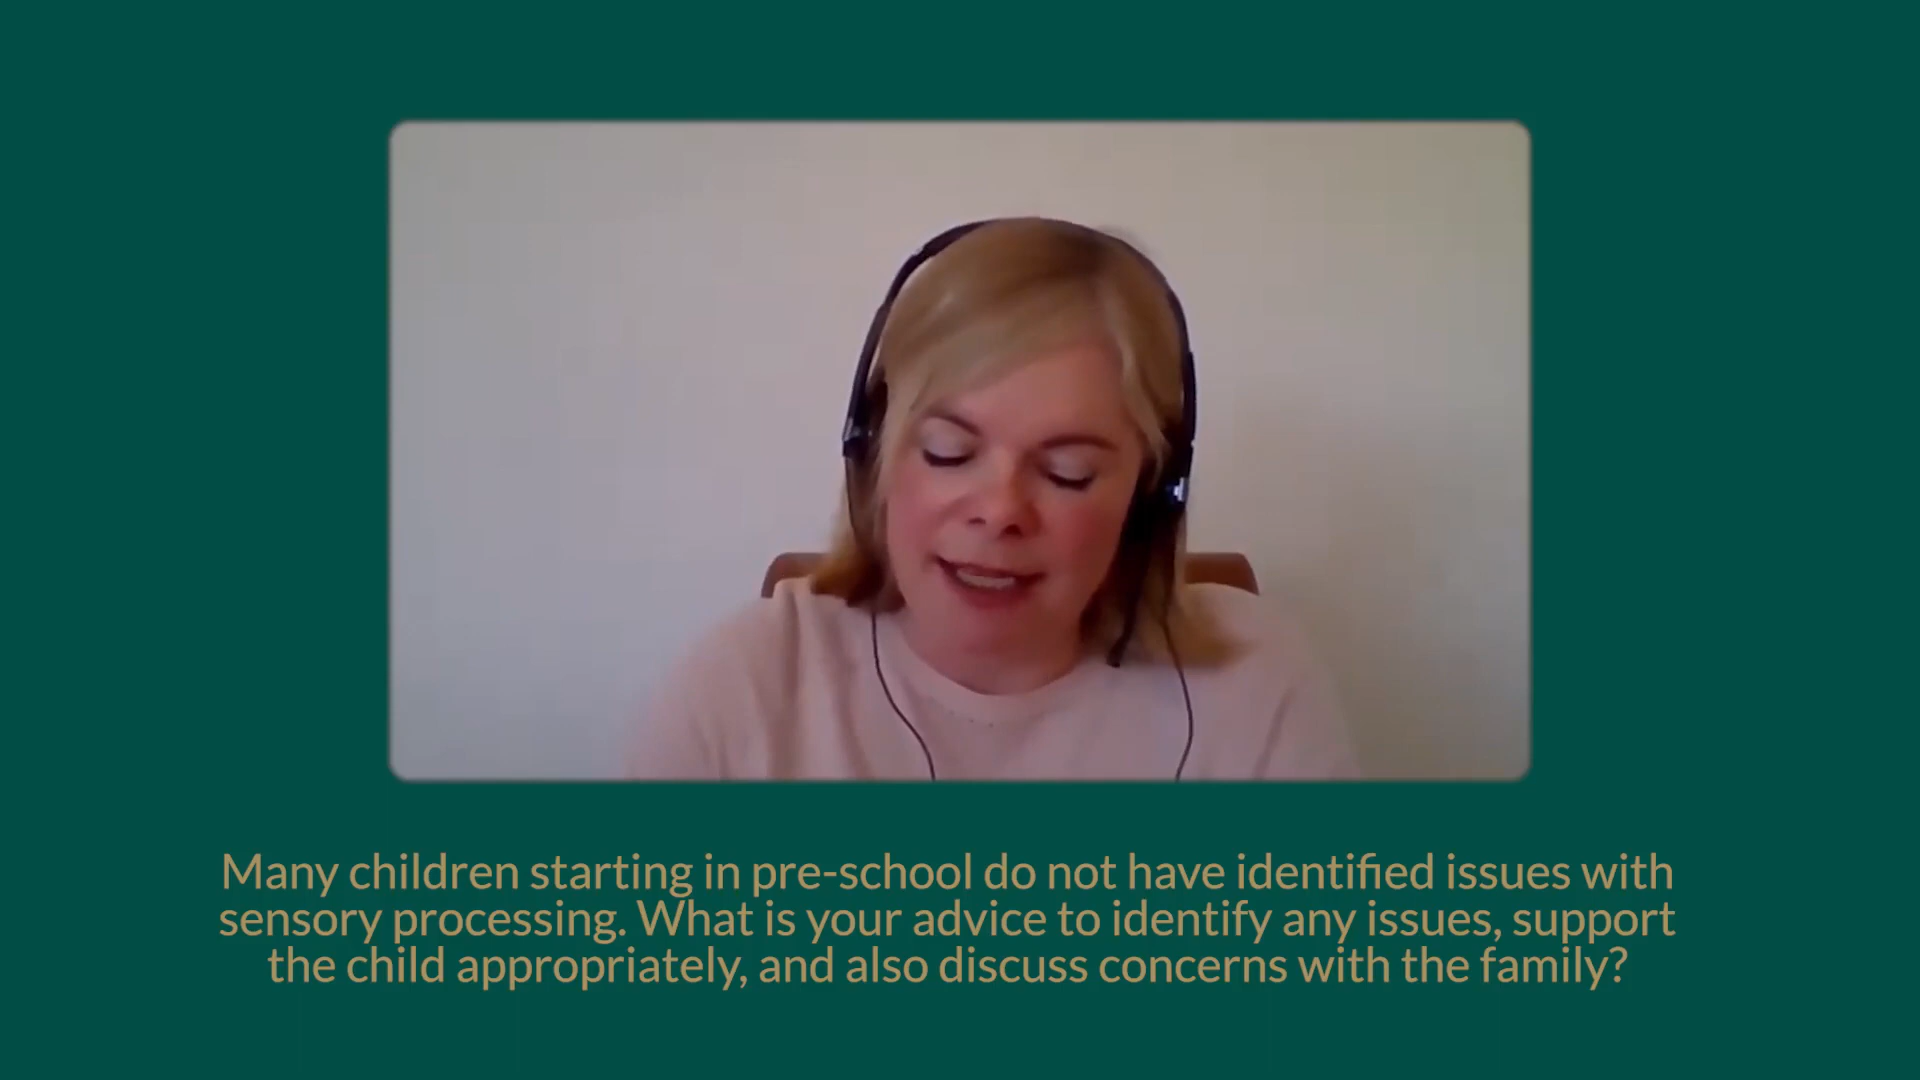 Many children starting in pre-school do not have identified issues with
sensory processing. What is your advice to identify any issues, support
the child appropriately, and also discuss concerns with the family?